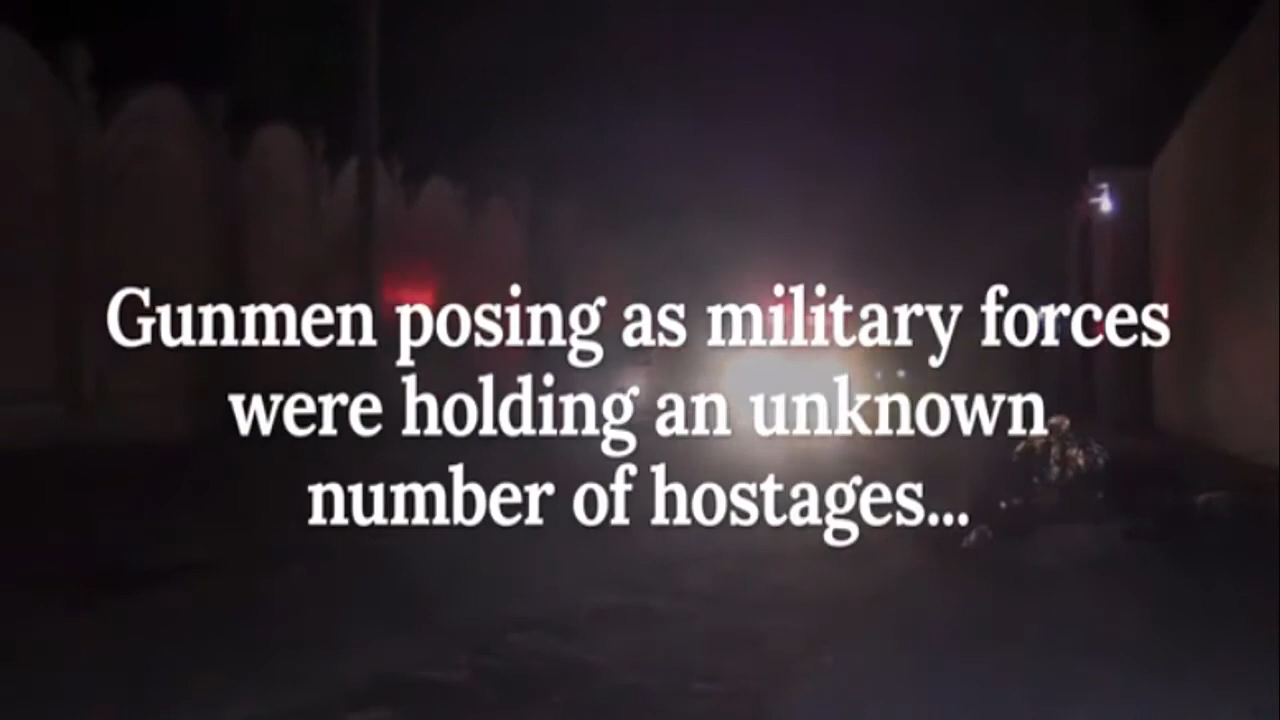 Gunmen posing as military forces
were holding an unknown
number of hostages...